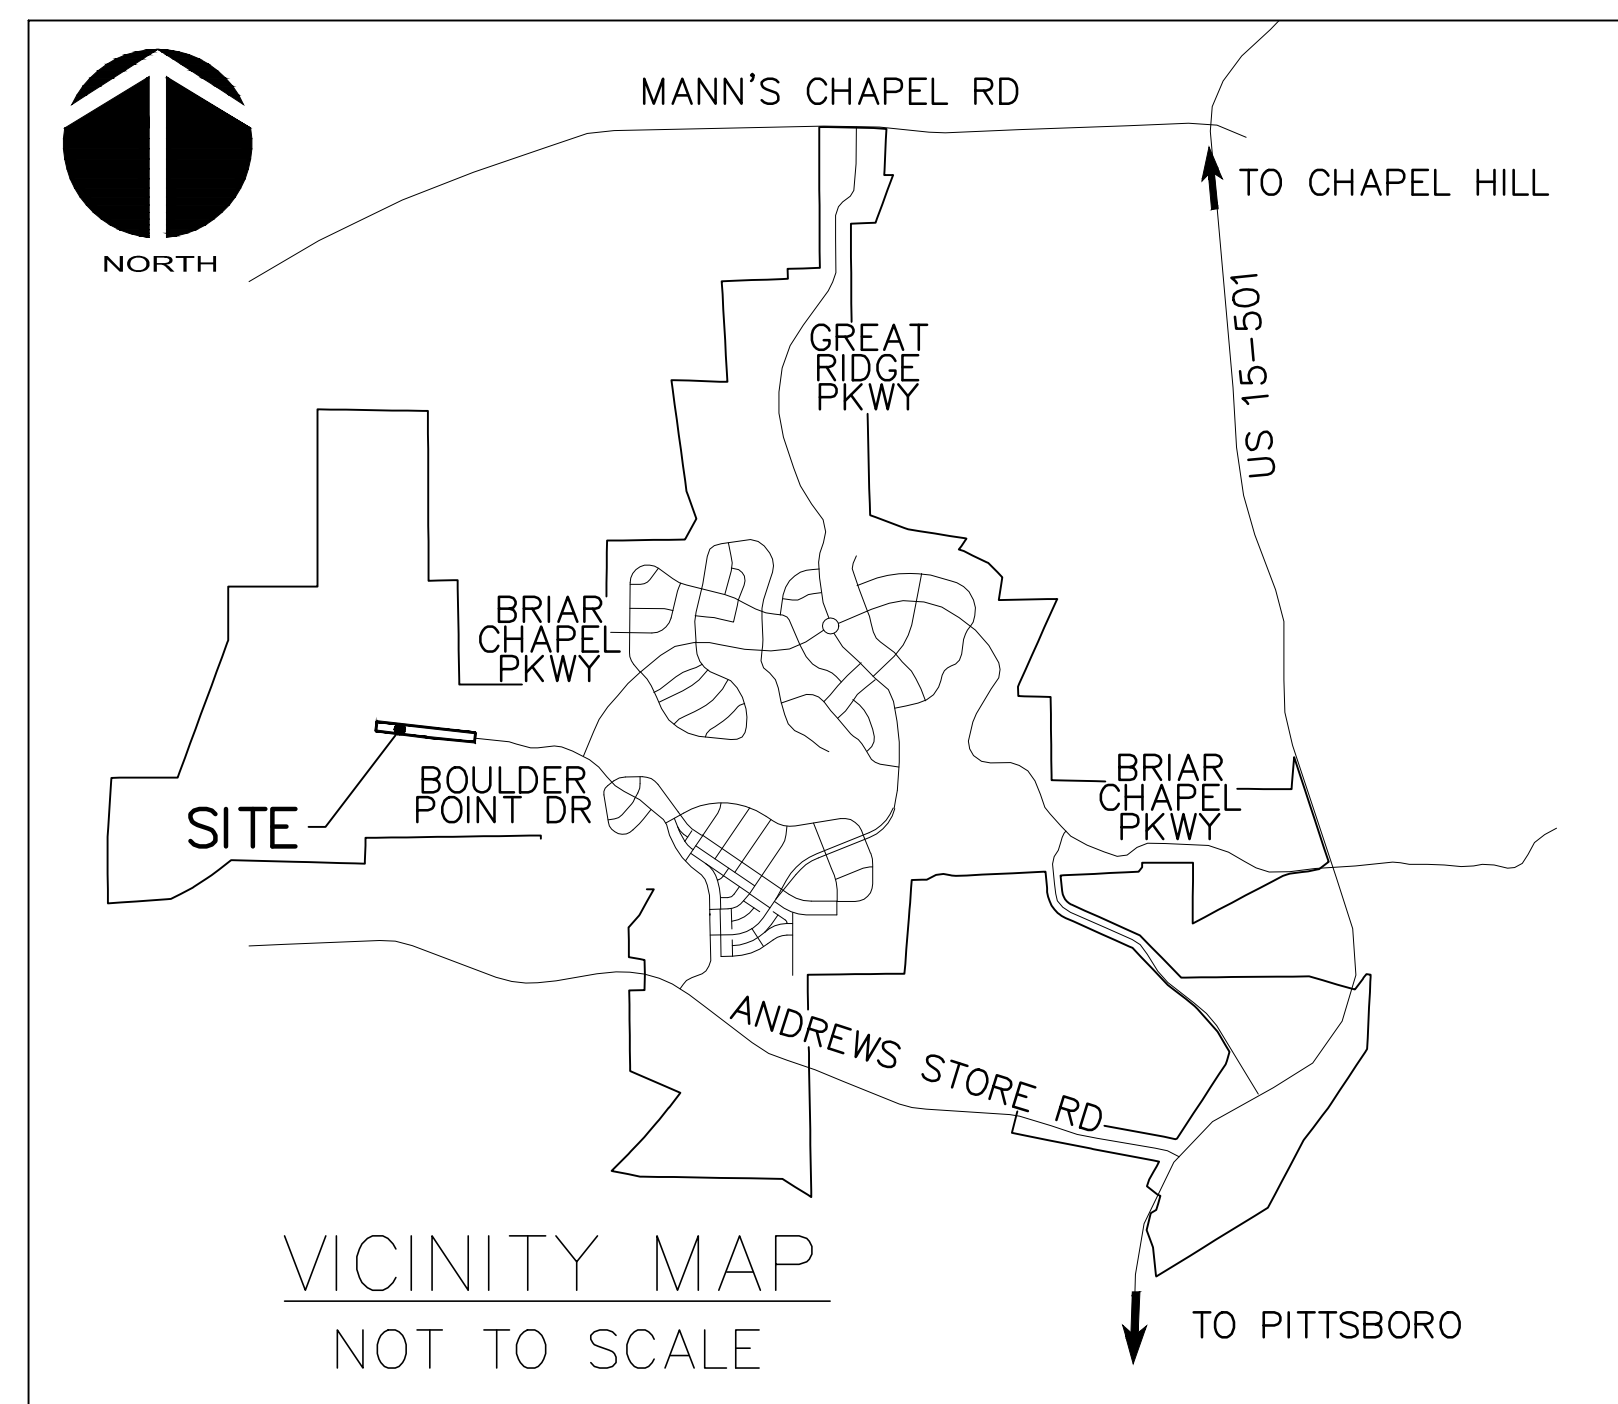 MANN'S CHAPEL RD
TO CHAPEL HILL
NORTH
US 15-501
GREAT
RIDGE
PKWY
BRIAR
CHAPEL
PKWY
BOULDER
POINT DR
SITE
BRIAR
CHAPEL
PKWY
ANDREWS STORE RD
VICINITY MAP
NOT TO SCALE
TO PITTSBORO